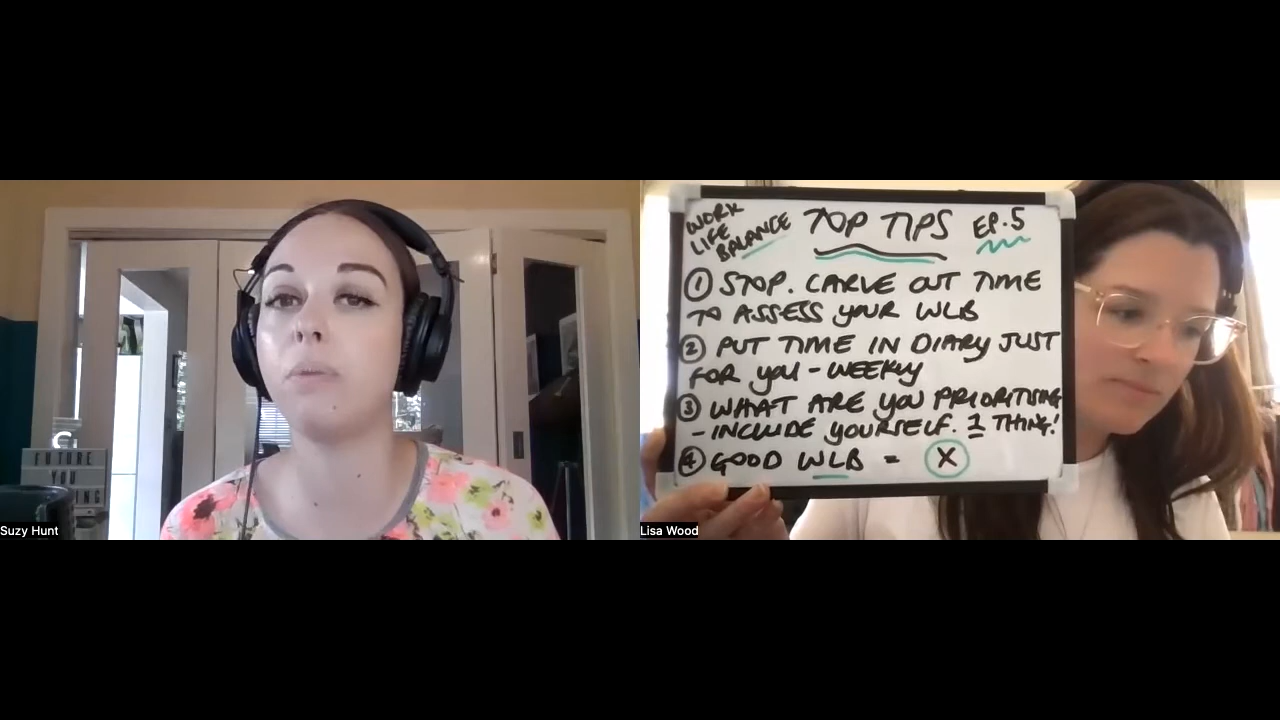 WORK
LIFE
BALANCE
TOP TIPS EP.5
① STOP. CARVE OUT TIME
TO ASSESS YOUR WLB
② PUT TIME IN DIARY JUST
FOR YOU - WEEKLY
③ WHAT ARE YOU PRIORITISING
- INCLUDE YOURSELF. 1 THING!
④ GOOD WLB = X
FUTURE
YOU
Suzy Hunt
Lisa Wood